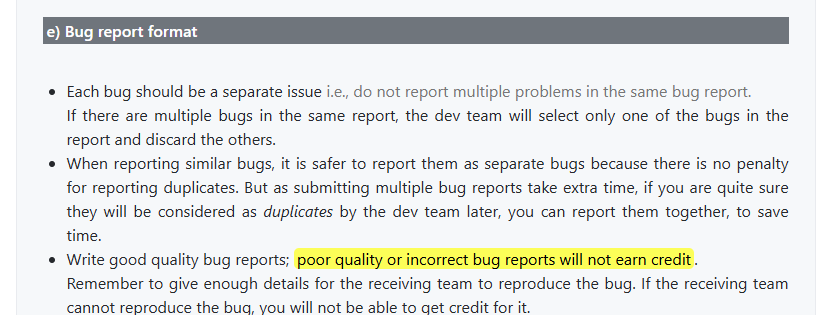 e) Bug report format
Each bug should be a separate issue i.e., do not report multiple problems in the same bug report.
If there are multiple bugs in the same report, the dev team will select only one of the bugs in the
report and discard the others.
When reporting similar bugs, it is safer to report them as separate bugs because there is no penalty
for reporting duplicates. But as submitting multiple bug reports take extra time, if you are quite sure
they will be considered as duplicates by the dev team later, you can report them together, to save
time.
Write good quality bug reports; poor quality or incorrect bug reports will not earn credit.
Remember to give enough details for the receiving team to reproduce the bug. If the receiving team
cannot reproduce the bug, you will not be able to get credit for it.